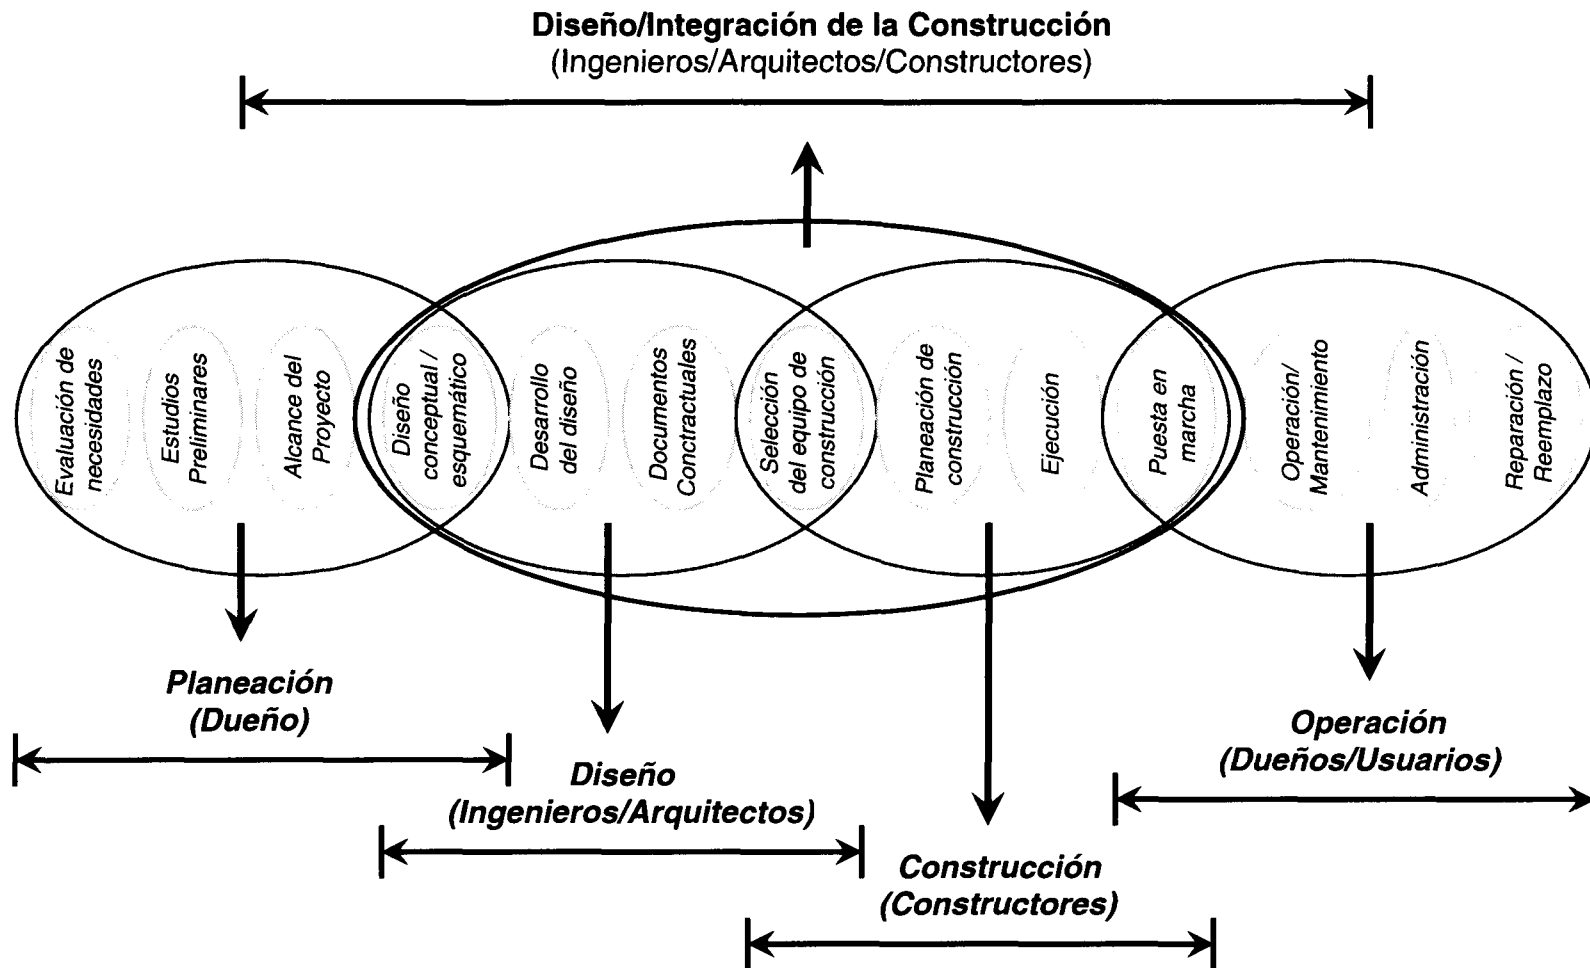 Diseño/Integración de la Construcción
(Ingenieros/Arquitectos/Constructores)
Evaluación de
necesidades
Estudios
Preliminares
Alcance del
Proyecto
Diseño
conceptual /
esquemático
Desarrollo
del diseño
Documentos
Conctractuales
Selección
del equipo de
construcción
Planeación de
construcción
Ejecución
Puesta en
marcha
Operación/
Mantenimiento
Administración
Reparación /
Reemplazo
Planeación
(Dueño)
Diseño
(Ingenieros/Arquitectos)
Construcción
(Constructores)
Operación
(Dueños/Usuarios)